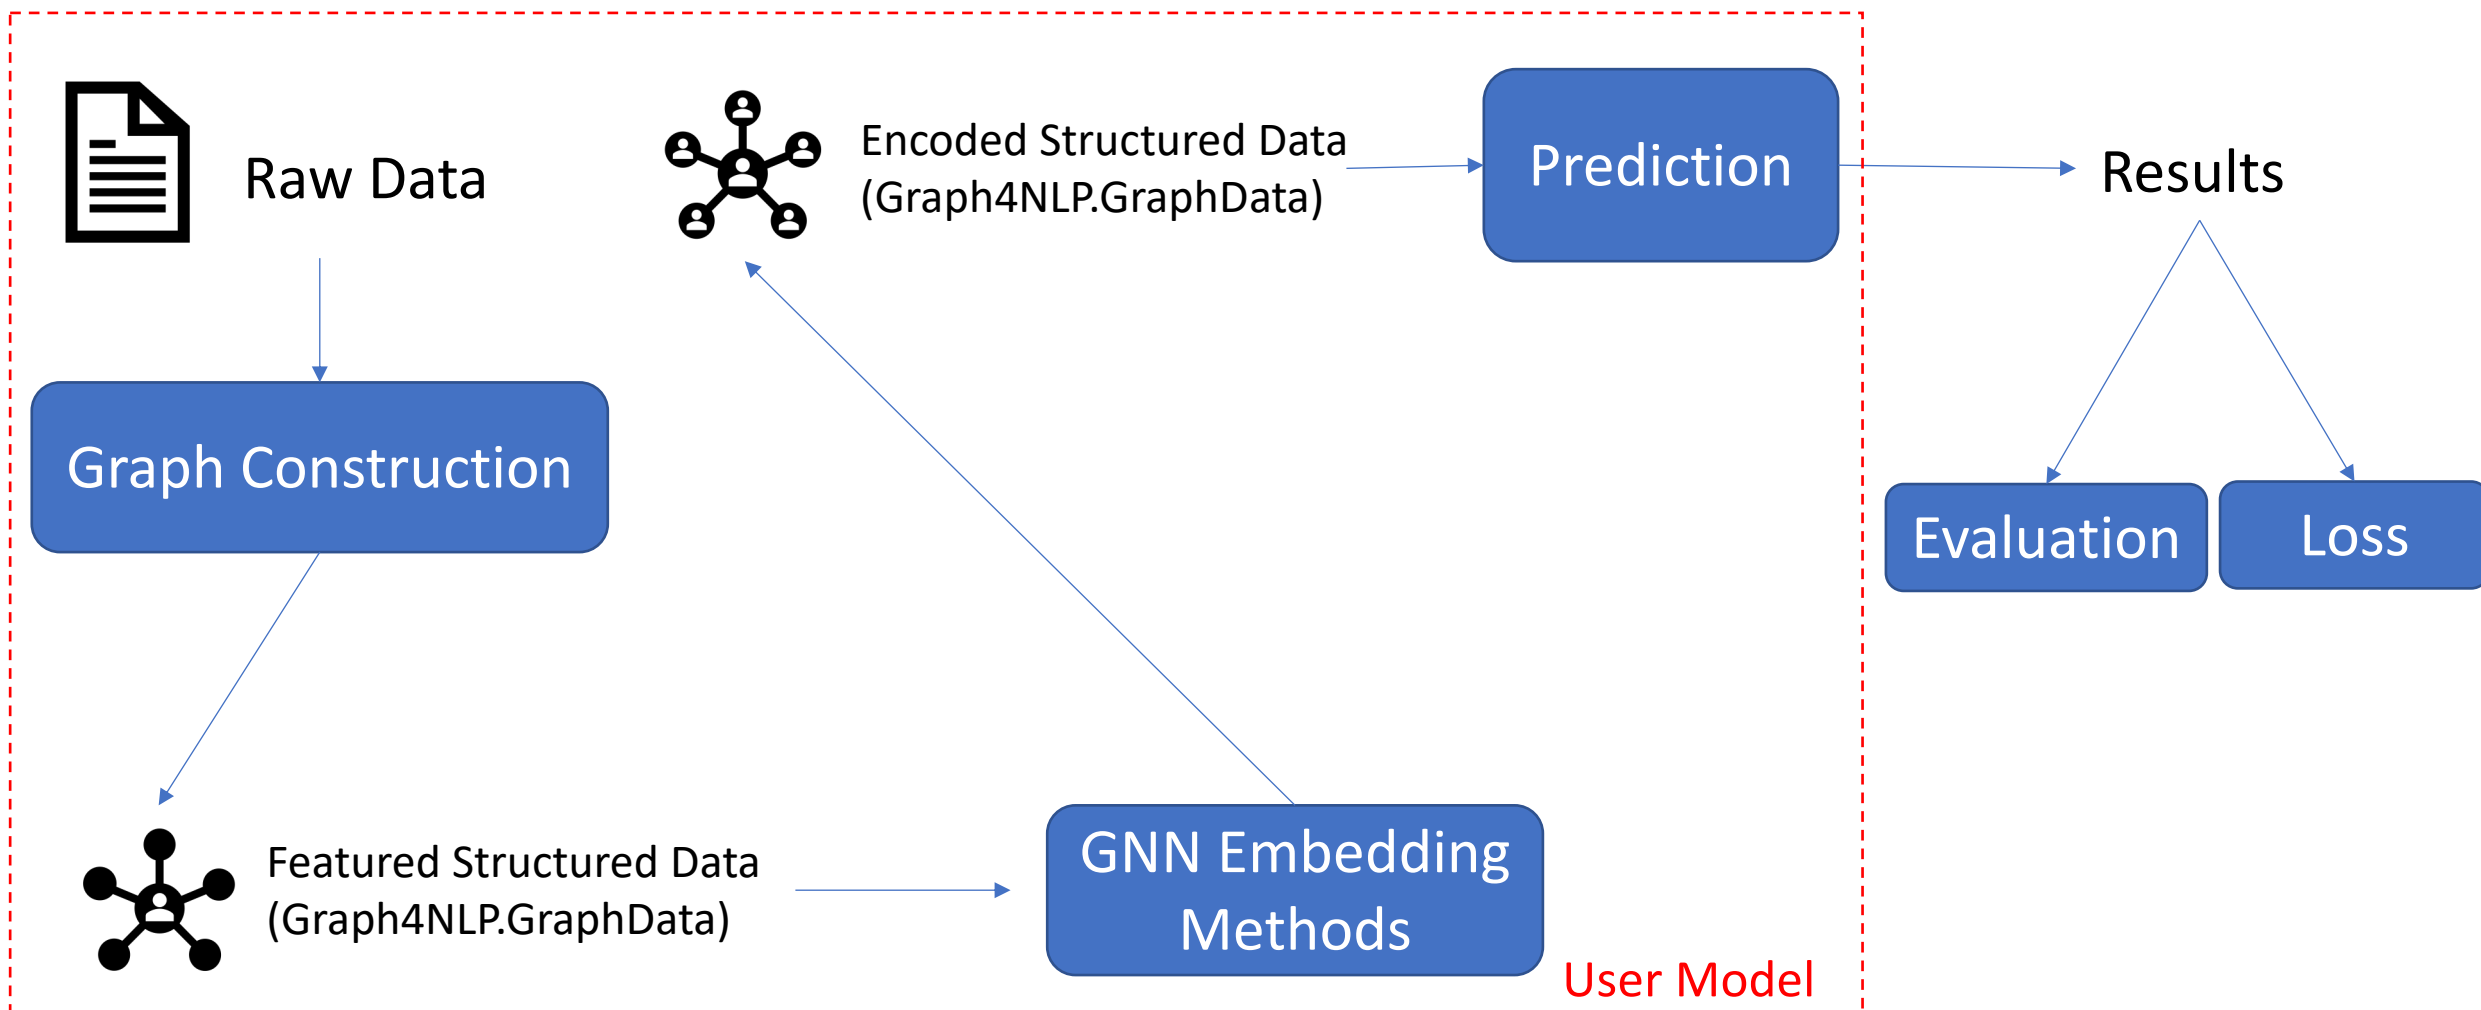 Raw Data
Encoded Structured Data
(Graph4NLP.GraphData)
Prediction
Results
Graph Construction
Evaluation
Loss
Featured Structured Data
(Graph4NLP.GraphData)
GNN Embedding
Methods
User Model